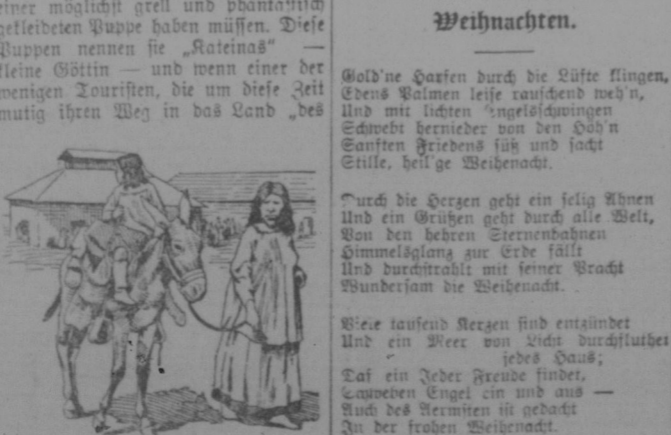 einer möglichst grell und phantastisch
gekleideten Puppe haben müssen. Diese
Puppen nennen sie „Kateinas" —
kleine Göttin — und wenn einer der
wenigen Touristen, die um diese Zeit
mutig ihren Weg in das Land „des
Weihnachten.
Gold'ne Harfen durch die Lüfte klingen,
Edens Palmen leise rauschend weh'n,
Und mit lichten Engelsschwingen
Schwebt hernieder von den Höh'n
Sanften Friedens süß und sacht
Stille, heil'ge Weihenacht.
Durch die Herzen geht ein selig Ahnen
Und ein Grüßen geht durch alle Welt,
Von den hehren Sternenbahnen
Himmelsglanz zur Erde fällt
Und durchstrahlt mit seiner Pracht
Wundersam die Weihenacht.
Viele tausend Kerzen sind entzündet
Und ein Meer von Licht durchfluthet
jedes Haus;
Daß ein Jeder Freude findet,
Schweben Engel ein und aus —
Auch des Aermsten ist gedacht
In der frohen Weihenacht.